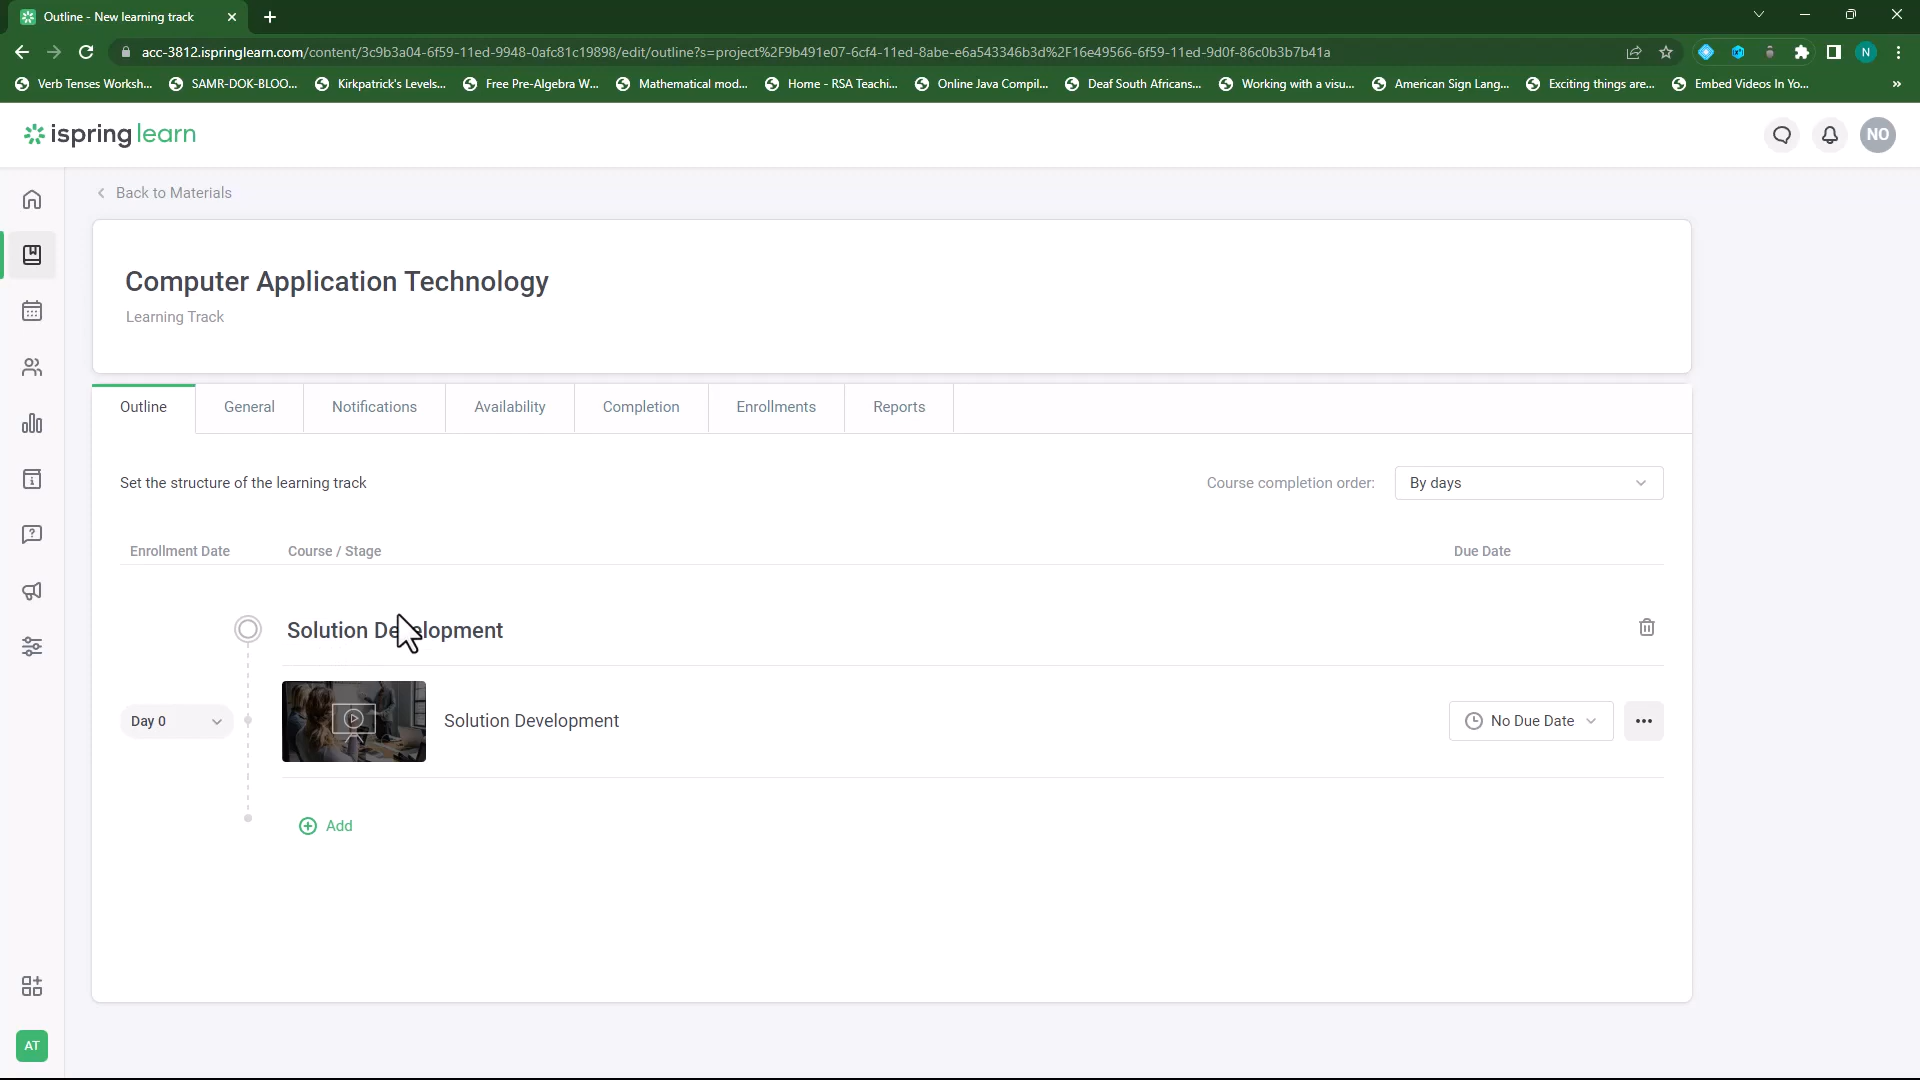 Outline - New learning track
acc-3812.ispringlearn.com/content/3c9b3a04-6f59-11ed-9948-0afc81c19898/edit/outline?s=project%2F9b491e07-6cf4-11ed-8abe-e6a543346b3d%2F16e49566-6f59-11ed-9d0f-86c0b3b7b41a
N
Verb Tenses Worksh...
SAMR-DOK-BLOO...
Kirkpatrick's Levels...
Free Pre-Algebra W...
Mathematical mod...
Home - RSA Teachi...
Online Java Compil...
Deaf South Africans...
Working with a visu...
American Sign Lang...
Exciting things are...
Embed Videos In Yo...
»
ispring learn
NO
Back to Materials
Computer Application Technology
Learning Track
Outline
General
Notifications
Availability
Completion
Enrollments
Reports
Set the structure of the learning track
Course completion order:
By days
Enrollment Date
Course / Stage
Due Date
Solution Development
Day 0
Solution Development
No Due Date
Add
AT